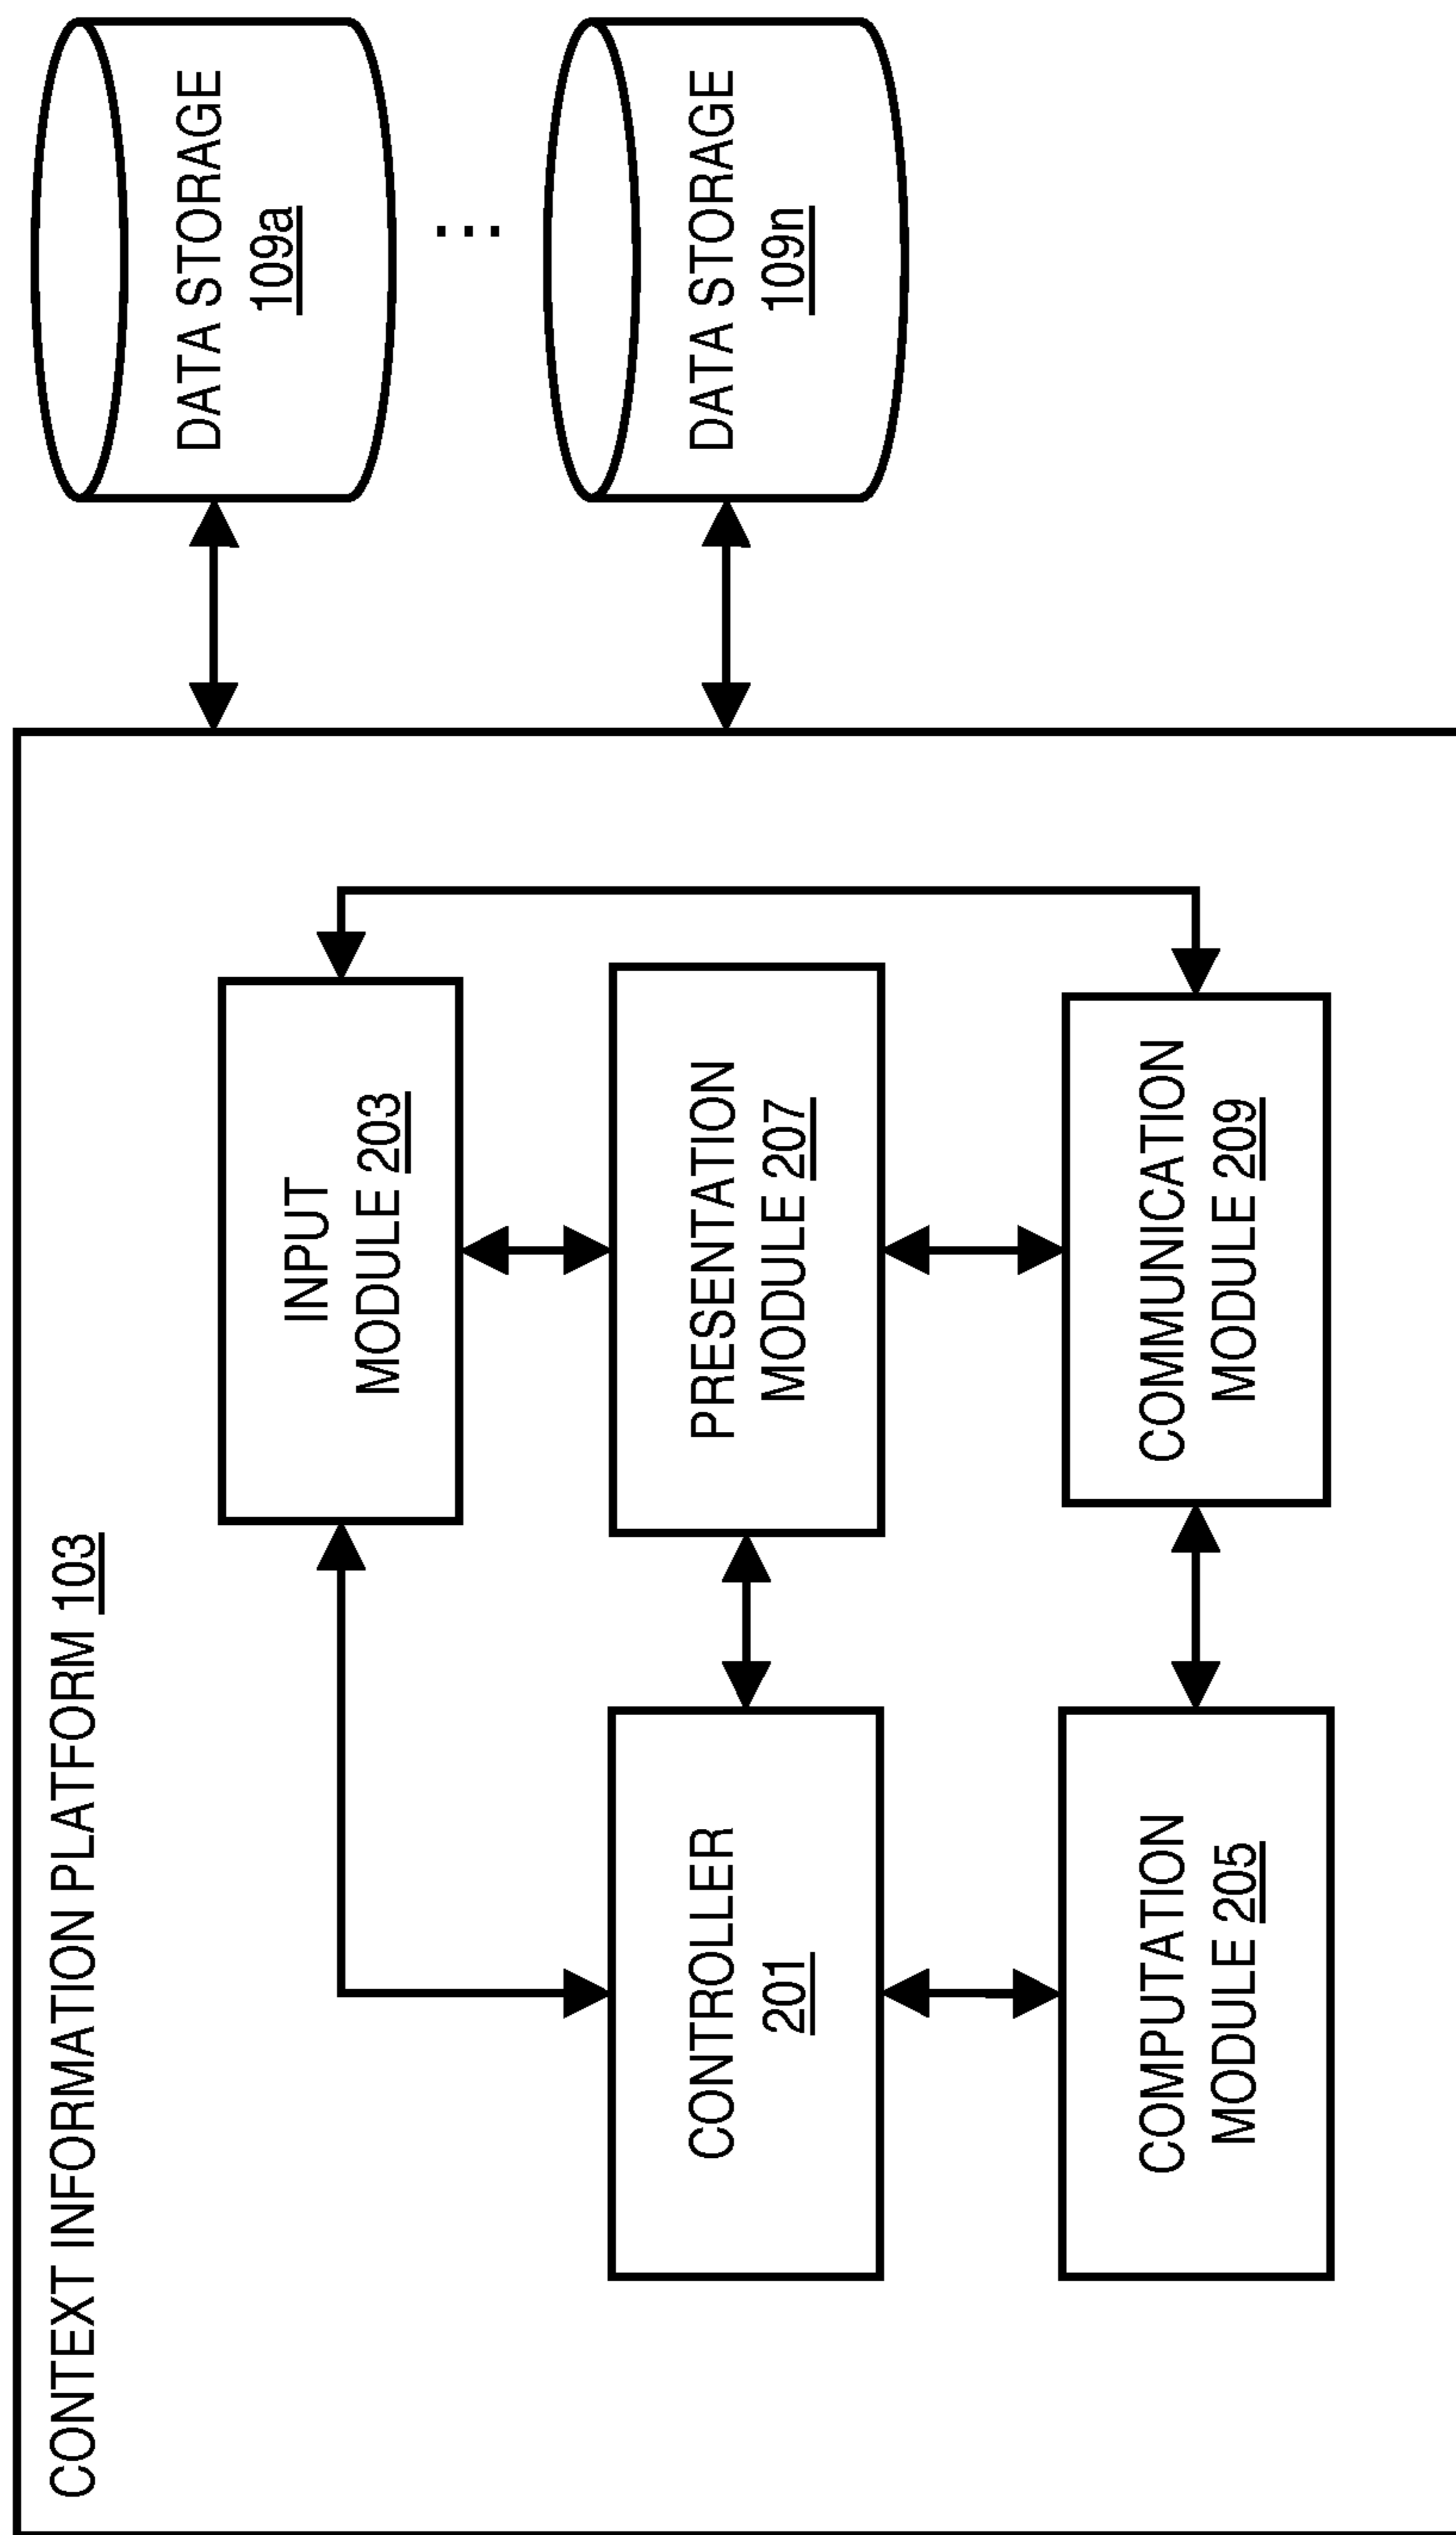 CONTEXT INFORMATION PLATFORM 103
INPUT
MODULE 203
CONTROLLER
201
PRESENTATION
MODULE 207
COMPUTATION
MODULE 205
COMMUNICATION
MODULE 209
DATA STORAGE
109a
...
DATA STORAGE
109n